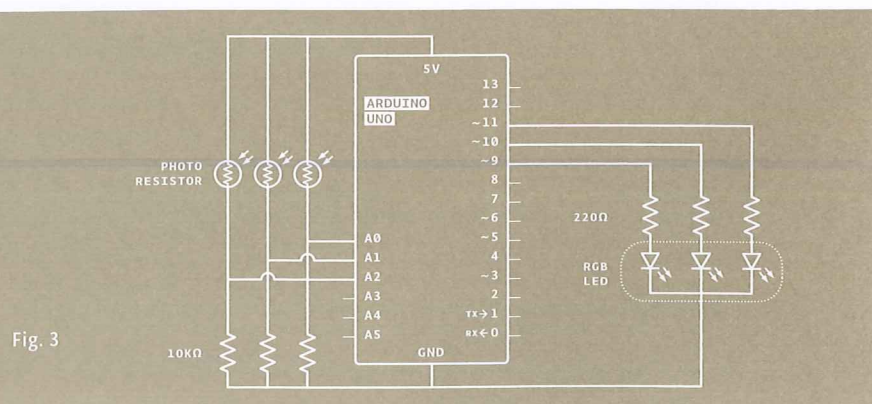 5V
ARDUINO
UNO
13
12
~11
~10
~9
8
7
~6
~5
4
~3
2
TX→1
RX←0
PHOTO
RESISTOR
A0
A1
A2
A3
A4
A5
GND
10KΩ
220Ω
RGB
LED
Fig. 3